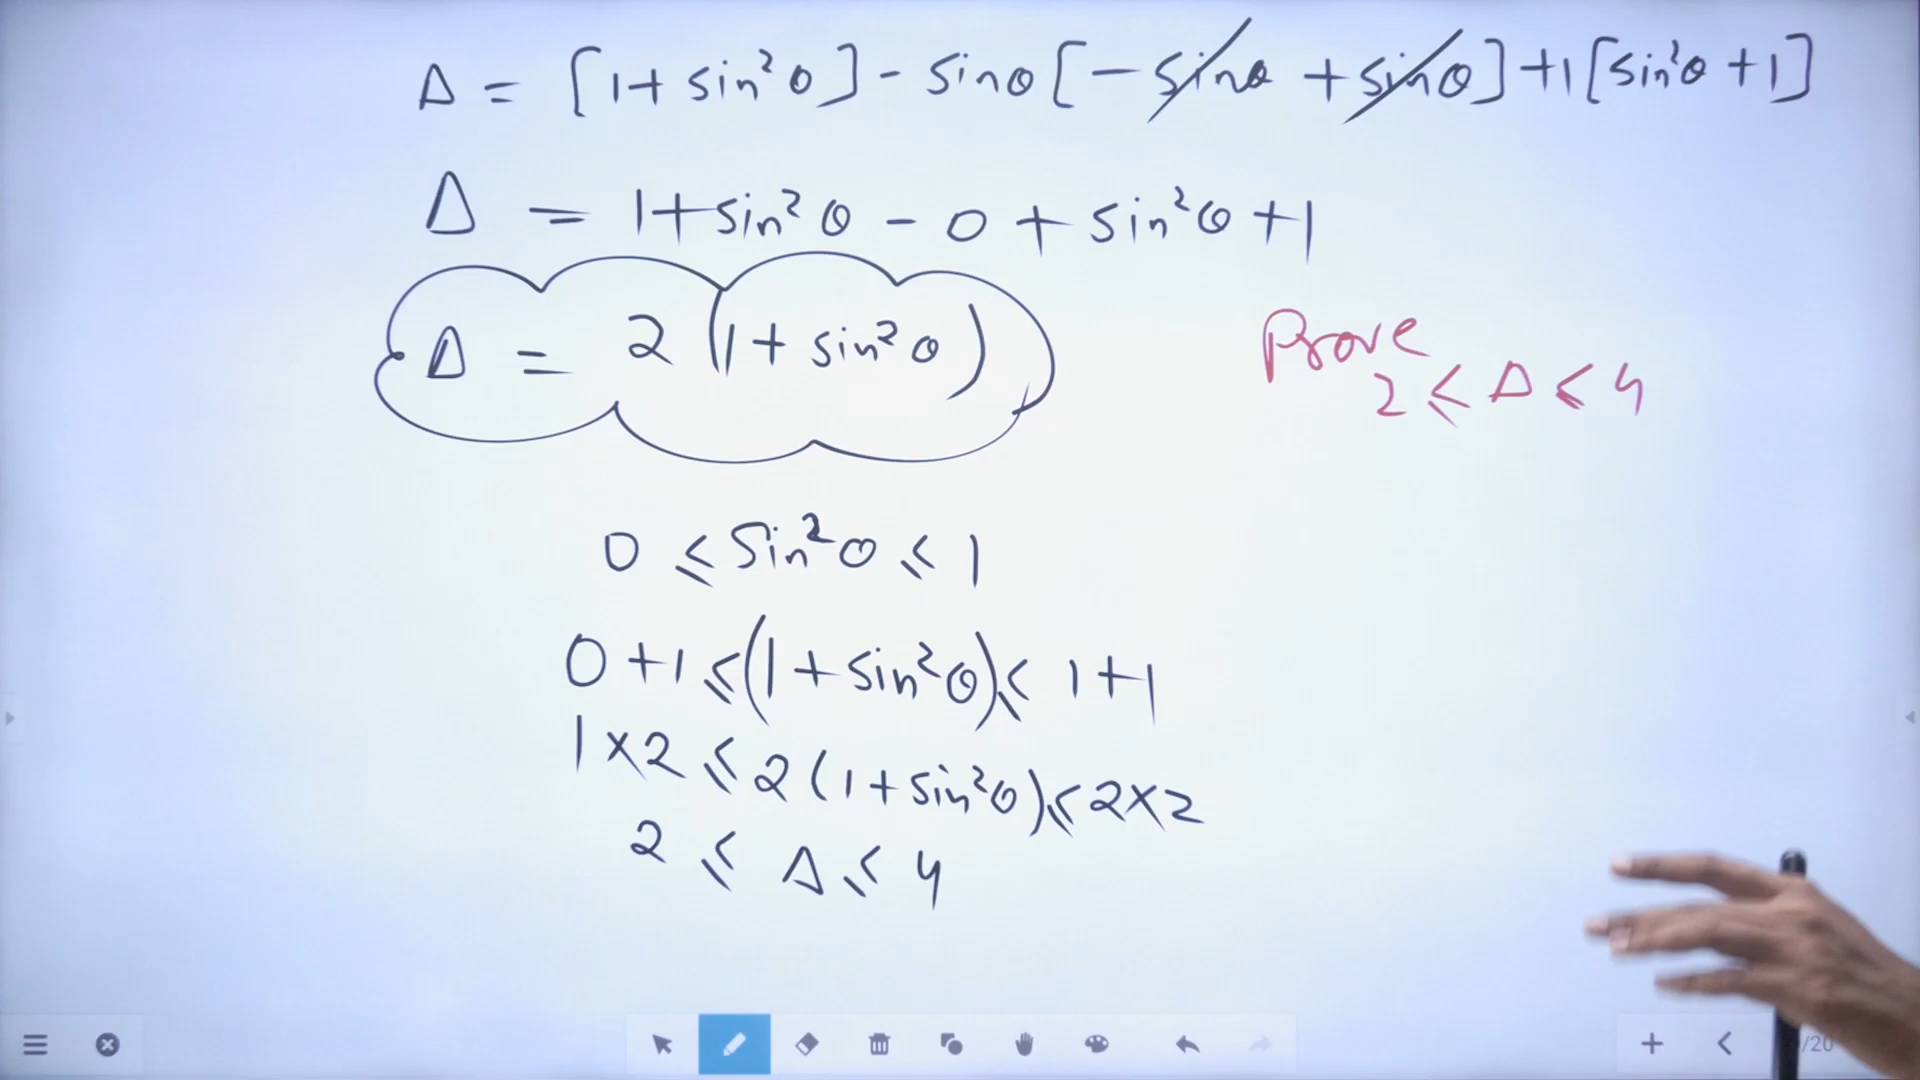 Δ = [1 + sin²θ] - sinθ [- sinθ + sinθ] + 1 [sin²θ + 1]
Δ = 1 + sin²θ - 0 + sin²θ + 1
Δ = 2 (1 + sin²θ)
Prove
2 ≤ Δ ≤ 4
0 ≤ Sin²θ ≤ 1
0 + 1 ≤ (1 + sin²θ) ≤ 1 + 1
1 × 2 ≤ 2 (1 + sin²θ) ≤ 2 × 2
2 ≤ Δ ≤ 4
/20